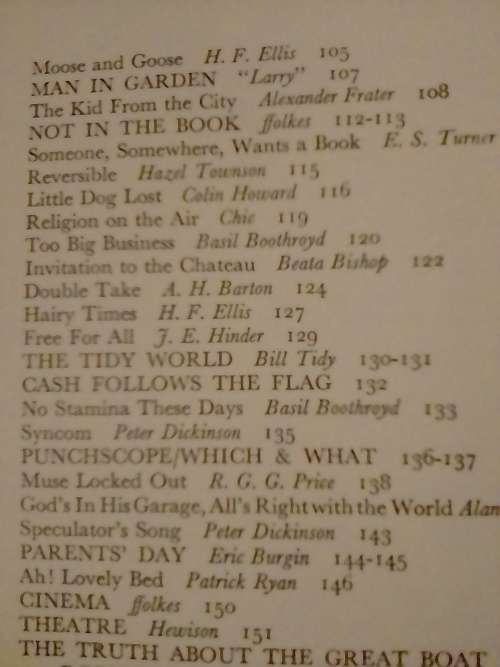 Moose and Goose H. F. Ellis 105
MAN IN GARDEN "Larry" 107
The Kid From the City Alexander Frater 108
NOT IN THE BOOK ffolkes 112-113
Someone, Somewhere, Wants a Book E. S. Turner
Reversible Hazel Townson 115
Little Dog Lost Colin Howard 116
Religion on the Air Chic 119
Too Big Business Basil Boothroyd 120
Invitation to the Chateau Beata Bishop 122
Double Take A. H. Barton 124
Hairy Times H. F. Ellis 127
Free For All J. E. Hinder 129
THE TIDY WORLD Bill Tidy 130-131
CASH FOLLOWS THE FLAG 132
No Stamina These Days Basil Boothroyd 133
Syncom Peter Dickinson 135
PUNCHSCOPE/WHICH & WHAT 136-137
Muse Locked Out R. G. G. Price 138
God's In His Garage, All's Right with the World Alan
Speculator's Song Peter Dickinson 143
PARENTS' DAY Eric Burgin 144-145
Ah! Lovely Bed Patrick Ryan 146
CINEMA ffolkes 150
THEATRE Hewison 151
THE TRUTH ABOUT THE GREAT BOAT